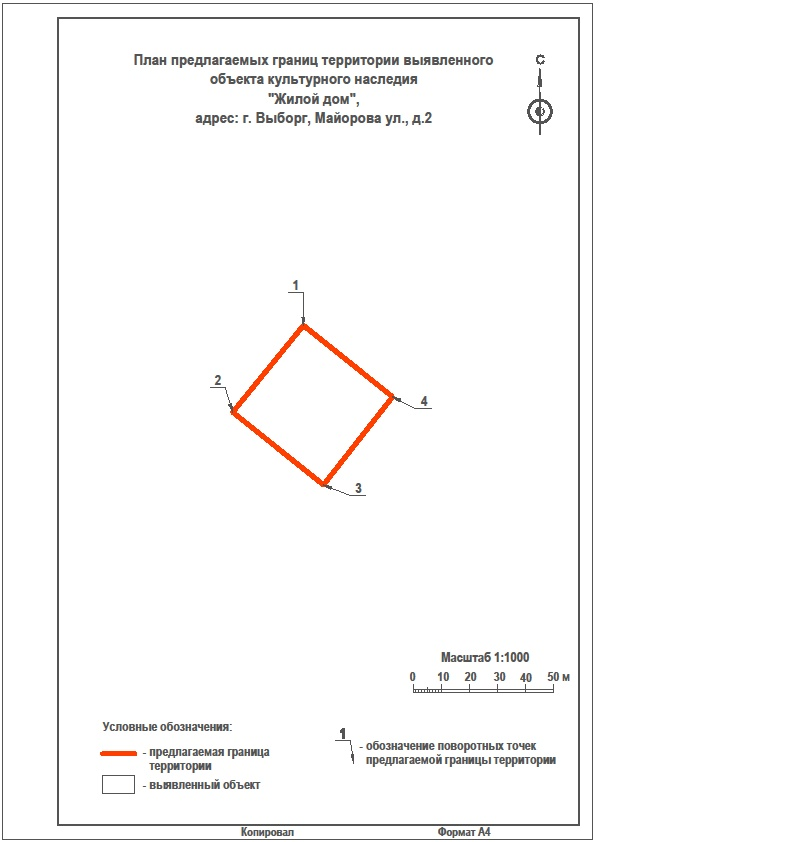 План предлагаемых границ территории выявленного
объекта культурного наследия
"Жилой дом",
адрес: г. Выборг, Майорова ул., д.2
С
1
2
4
3
Масштаб 1:1000
0 10 20 30 40 50 м
Условные обозначения:
- предлагаемая граница
территории
- выявленный объект
1
- обозначение поворотных точек
предлагаемой границы территории
Копировал Формат А4